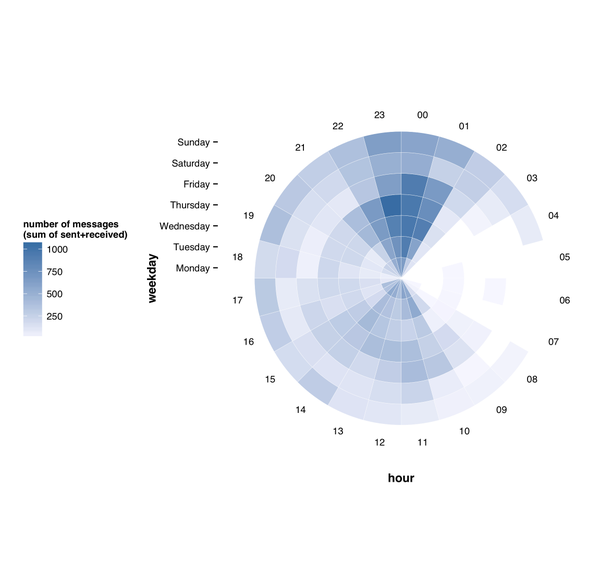 23
00
22
01
21
02
20
03
19
04
18
05
17
06
16
07
15
08
14
09
13
10
12
11
Sunday
Saturday
Friday
Thursday
Wednesday
Tuesday
Monday
weekday
number of messages
(sum of sent+received)
1000
750
500
250
hour